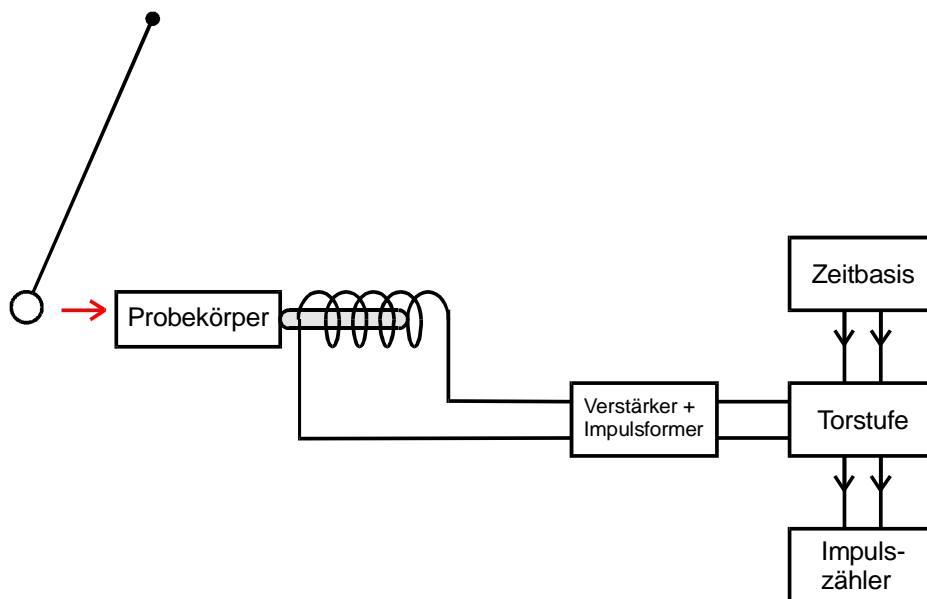 Zeitbasis
Probekörper
Verstärker +
Impulsformer
Torstufe
Impuls-
zähler